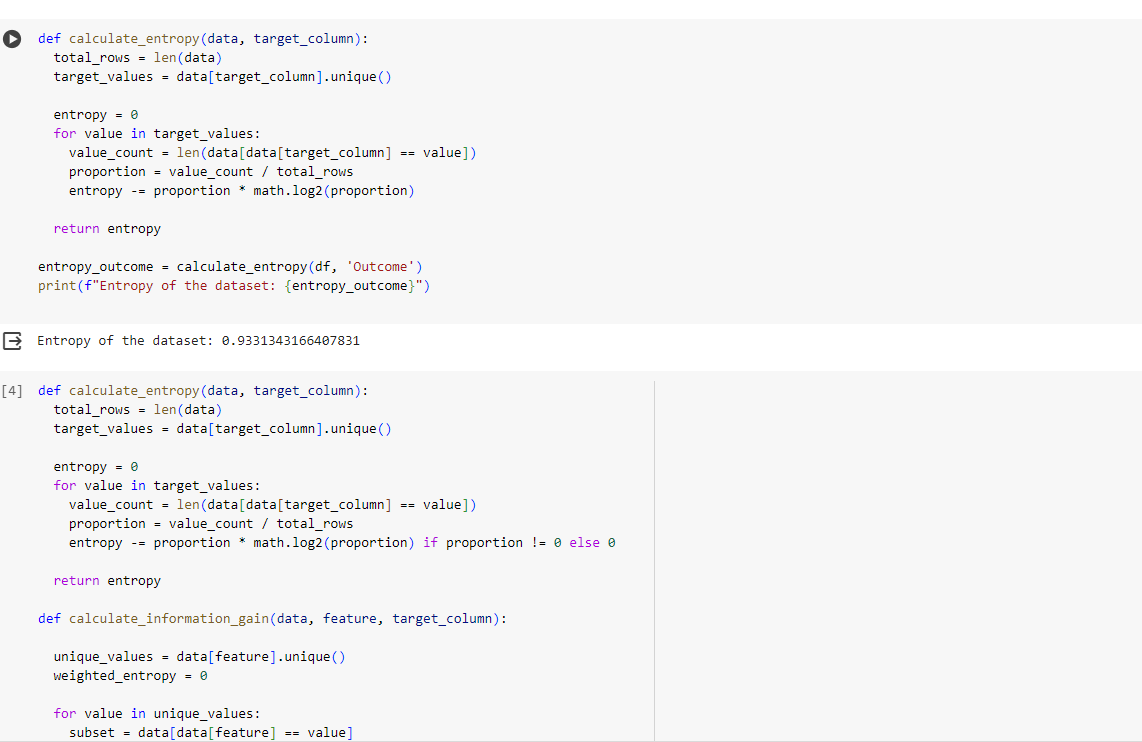 def calculate_entropy(data, target_column):
  total_rows = len(data)
  target_values = data[target_column].unique()

  entropy = 0
  for value in target_values:
    value_count = len(data[data[target_column] == value])
    proportion = value_count / total_rows
    entropy -= proportion * math.log2(proportion)

  return entropy

entropy_outcome = calculate_entropy(df, 'Outcome')
print(f"Entropy of the dataset: {entropy_outcome}")

Entropy of the dataset: 0.9331343166407831

[4] def calculate_entropy(data, target_column):
  total_rows = len(data)
  target_values = data[target_column].unique()

  entropy = 0
  for value in target_values:
    value_count = len(data[data[target_column] == value])
    proportion = value_count / total_rows
    entropy -= proportion * math.log2(proportion) if proportion != 0 else 0

  return entropy

def calculate_information_gain(data, feature, target_column):

  unique_values = data[feature].unique()
  weighted_entropy = 0

  for value in unique_values:
    subset = data[data[feature] == value]